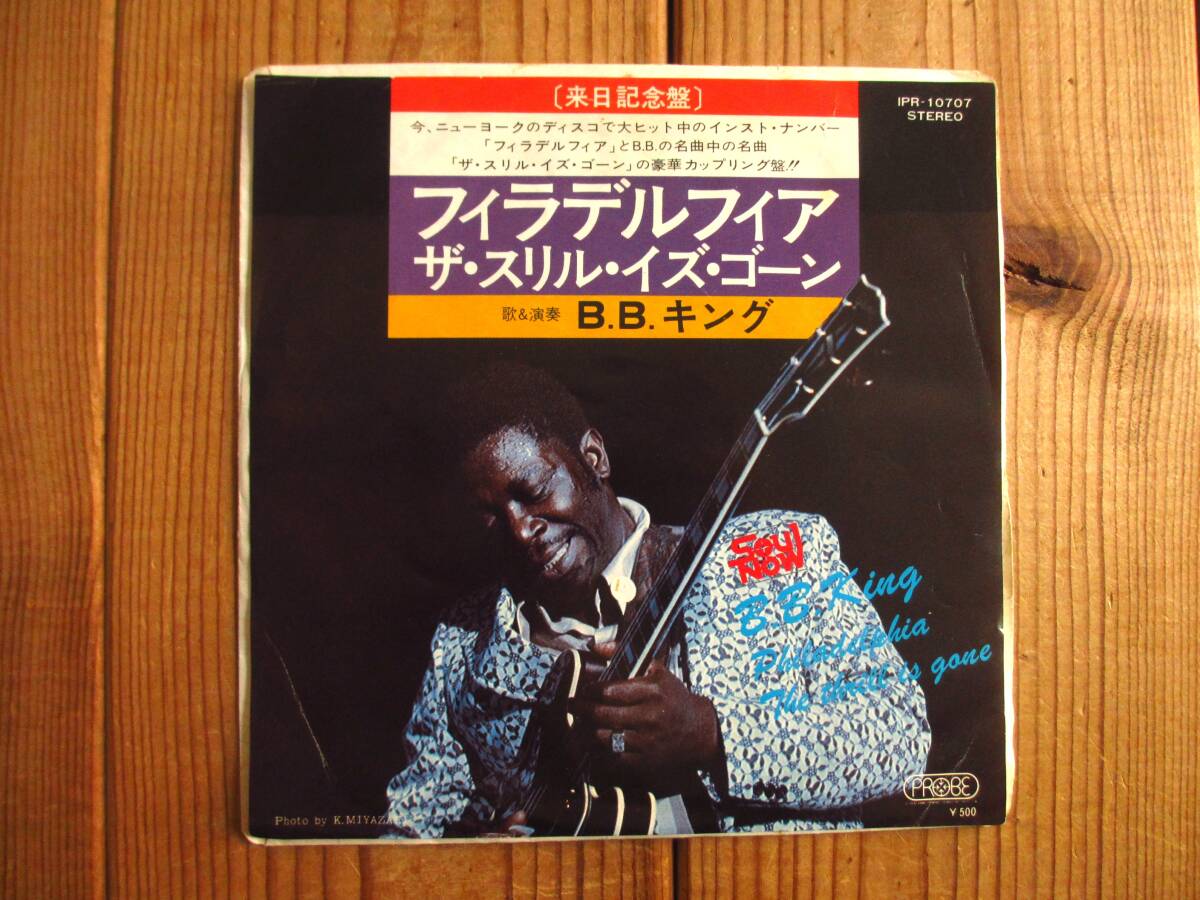 〔来日記念盤〕
IPR-10707
STEREO
今、ニューヨークのディスコで大ヒット中のインスト・ナンバー
「フィラデルフィア」とB.B.の名曲中の名曲
「ザ・スリル・イズ・ゴーン」の豪華カップリング盤!!
フィラデルフィア
ザ・スリル・イズ・ゴーン
歌&演奏 B.B.キング
SOUL
NOW
B.B.King
Philadelphia
The thrill is gone
PROBE
¥500
Photo by K.MIYAZAKI